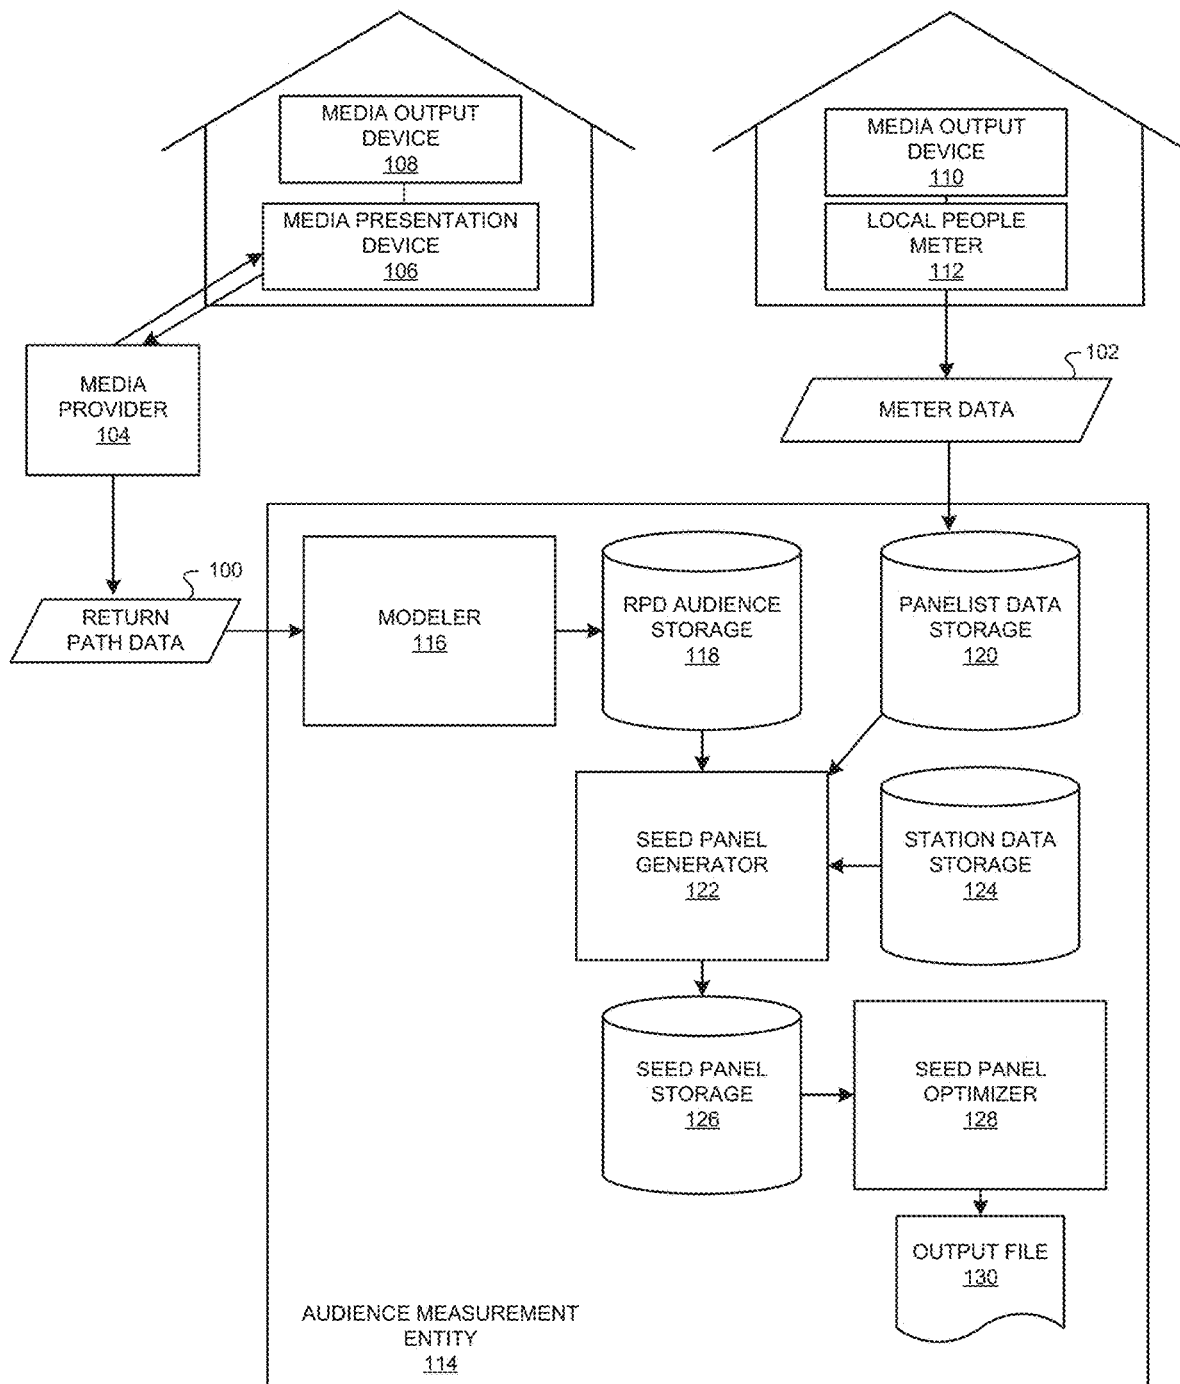 MEDIA OUTPUT
DEVICE
108
MEDIA PRESENTATION
DEVICE
106
MEDIA OUTPUT
DEVICE
110
LOCAL PEOPLE
METER
112
MEDIA
PROVIDER
104
102
METER DATA
100
RETURN
PATH DATA
MODELER
116
RPD AUDIENCE
STORAGE
118
PANELIST DATA
STORAGE
120
SEED PANEL
GENERATOR
122
STATION DATA
STORAGE
124
SEED PANEL
STORAGE
126
SEED PANEL
OPTIMIZER
128
OUTPUT FILE
130
AUDIENCE MEASUREMENT
ENTITY
114